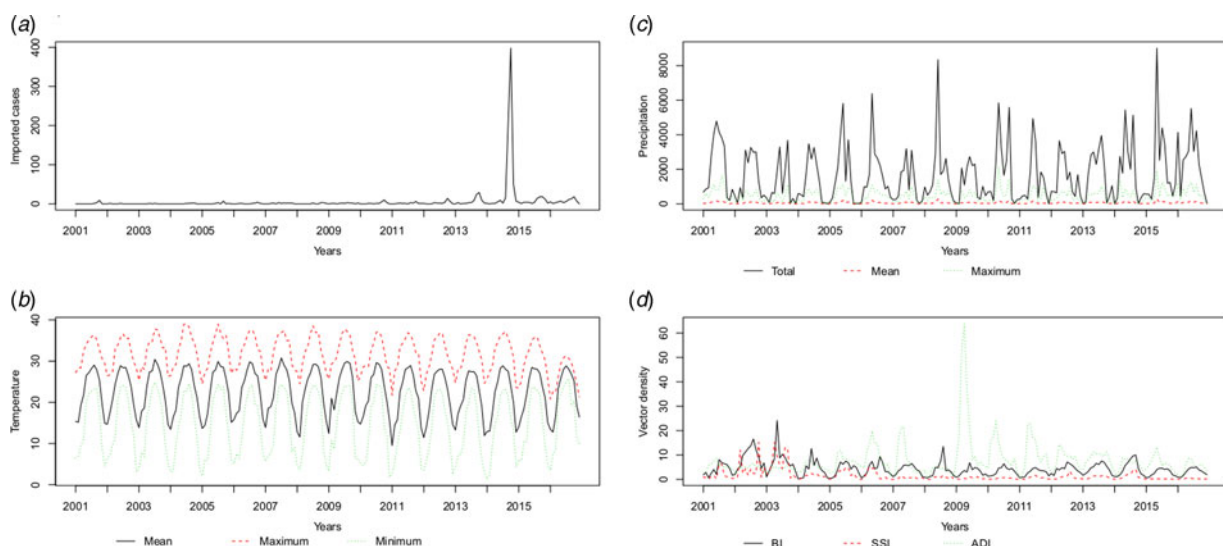 (a)
Imported cases
0 100 200 300 400
2001 2003 2005 2007 2009 2011 2013 2015
Years
(b)
Temperature
0 10 20 30 40
2001 2003 2005 2007 2009 2011 2013 2015
Years
Mean Maximum Minimum
(c)
Precipitation
0 2000 4000 6000 8000
2001 2003 2005 2007 2009 2011 2013 2015
Years
Total Mean Maximum
(d)
Vector density
0 10 20 30 40 50 60
2001 2003 2005 2007 2009 2011 2013 2015
Years